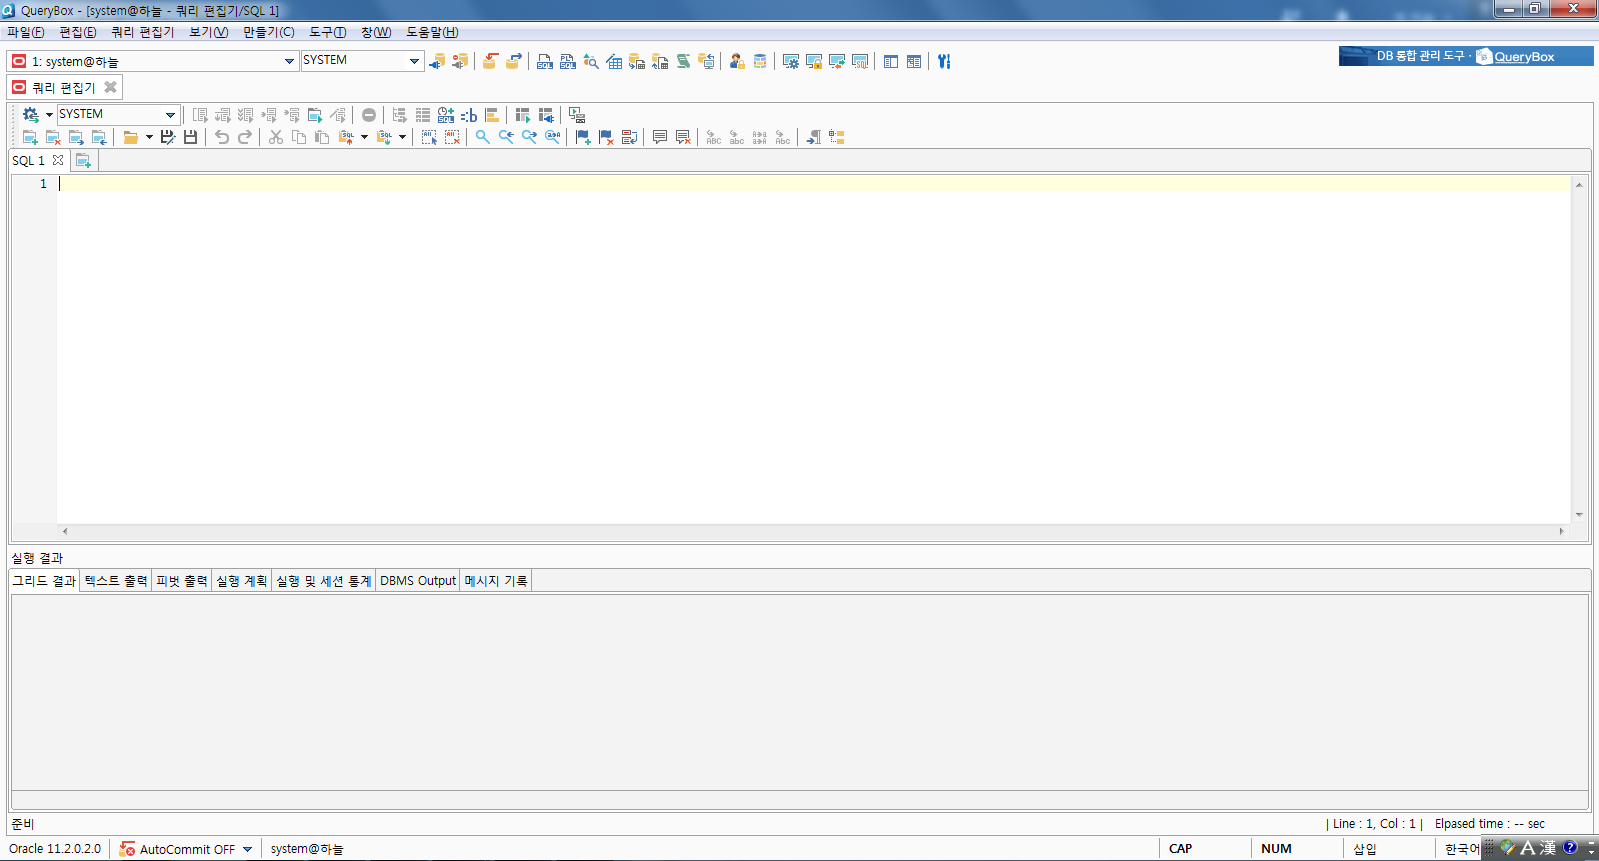 QueryBox - [system@하늘 - 쿼리 편집기/SQL 1]
파일(F) 편집(E) 쿼리 편집기 보기(V) 만들기(C) 도구(T) 창(W) 도움말(H)
1: system@하늘 SYSTEM DB 통합 관리 도구 · QueryBox
쿼리 편집기
SYSTEM
SQL 1
1
실행 결과
그리드 결과 텍스트 출력 피벗 출력 실행 계획 실행 및 세션 통계 DBMS Output 메시지 기록
준비 | Line : 1, Col : 1 | Elpased time : -- sec
Oracle 11.2.0.2.0 AutoCommit OFF system@하늘 CAP NUM 삽입 한국어 A 漢